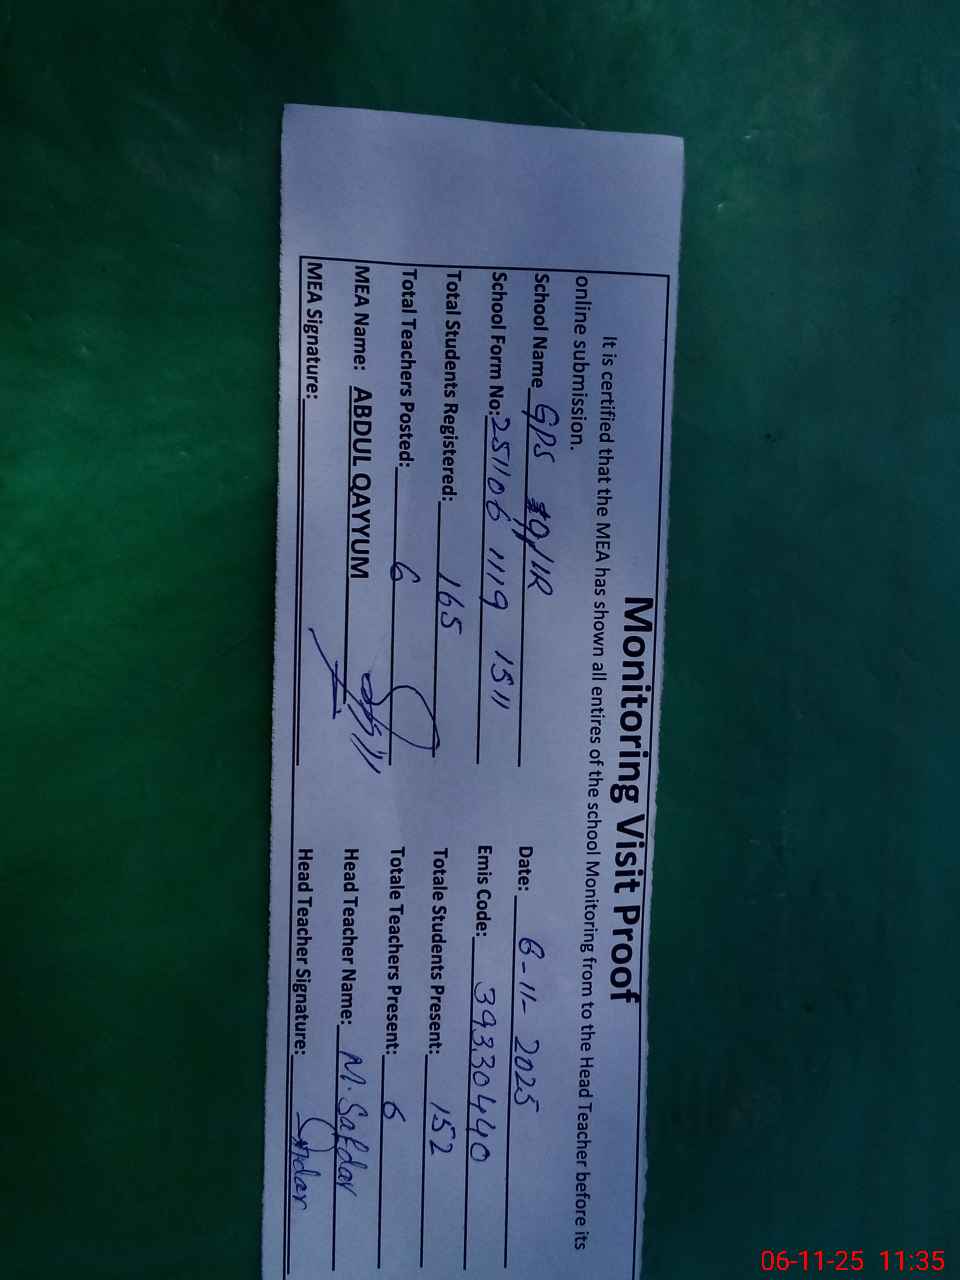 Monitoring Visit Proof
It is certified that the MEA has shown all entires of the school Monitoring from to the Head Teacher before its
online submission.
School Name GPS 10/1R Date: 6-11-2025
School Form No: 251106 1119 1511 Emis Code: 39330440
Total Students Registered: 165 Totale Students Present: 152
Total Teachers Posted: 6 Totale Teachers Present: 6
MEA Name: ABDUL QAYYUM Head Teacher Name: M. Safdar
MEA Signature: Head Teacher Signature: Safdar
06-11-25 11:35